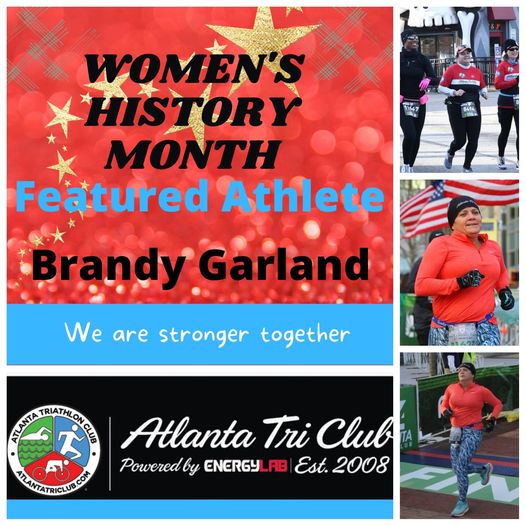 WOMEN'S
HISTORY
MONTH
Featured Athlete
Brandy Garland
We are stronger together
ATLANTA TRIATHLON CLUB
ATLANTATRICLUB.COM
Atlanta Tri Club
Powered by ENERGYLAB | Est. 2008